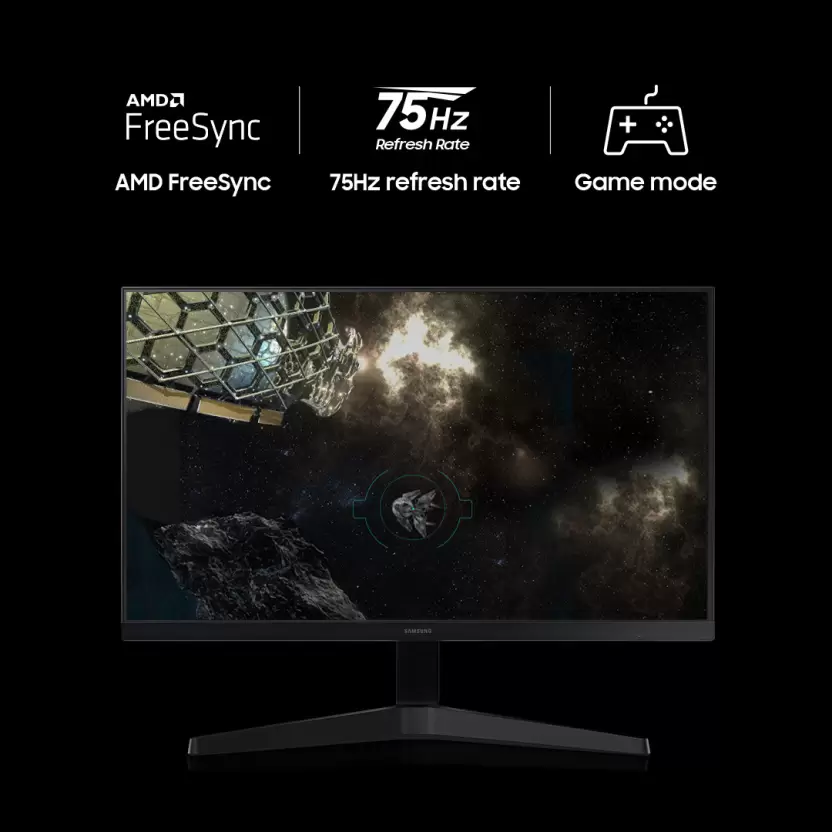 AMD
FreeSync
75Hz
Refresh Rate
AMD FreeSync
75Hz refresh rate
Game mode
SAMSUNG